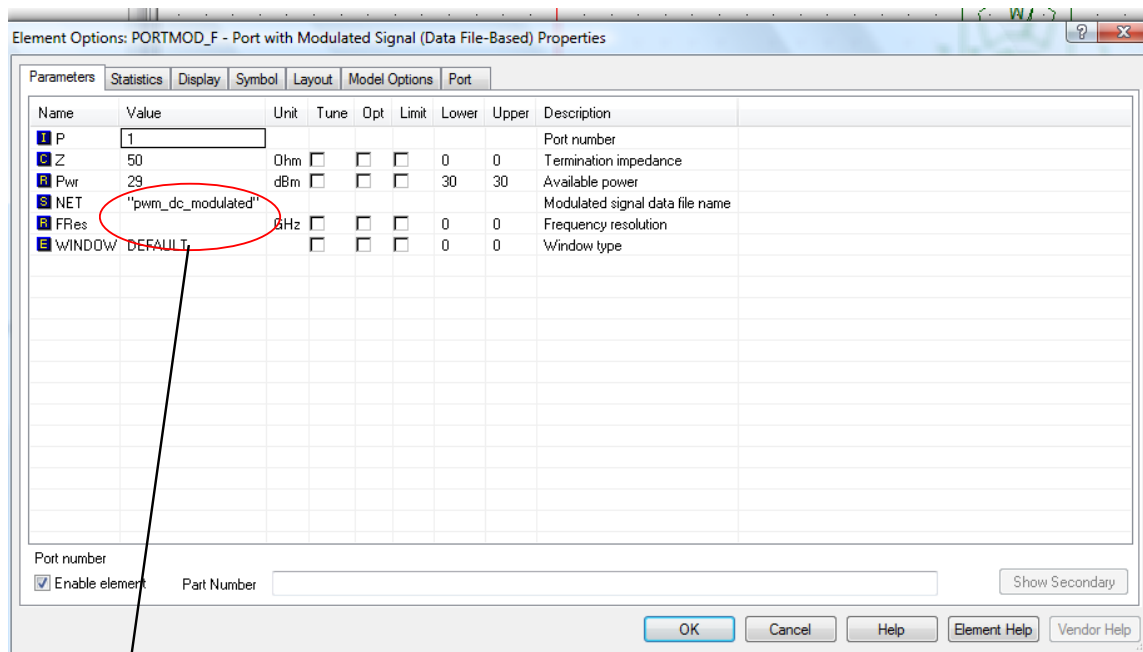 Element Options: PORTMOD_F - Port with Modulated Signal (Data File-Based) Properties
Parameters Statistics Display Symbol Layout Model Options Port
Name Value Unit Tune Opt Limit Lower Upper Description
I P 1 Port number
C Z 50 Ohm 0 0 Termination impedance
R Pwr 29 dBm 30 30 Available power
S NET "pwm_dc_modulated" Modulated signal data file name
R FRes GHz 0 0 Frequency resolution
E WINDOW DEFAULT 0 0 Window type
Port number
Enable element Part Number Show Secondary
OK Cancel Help Element Help Vendor Help